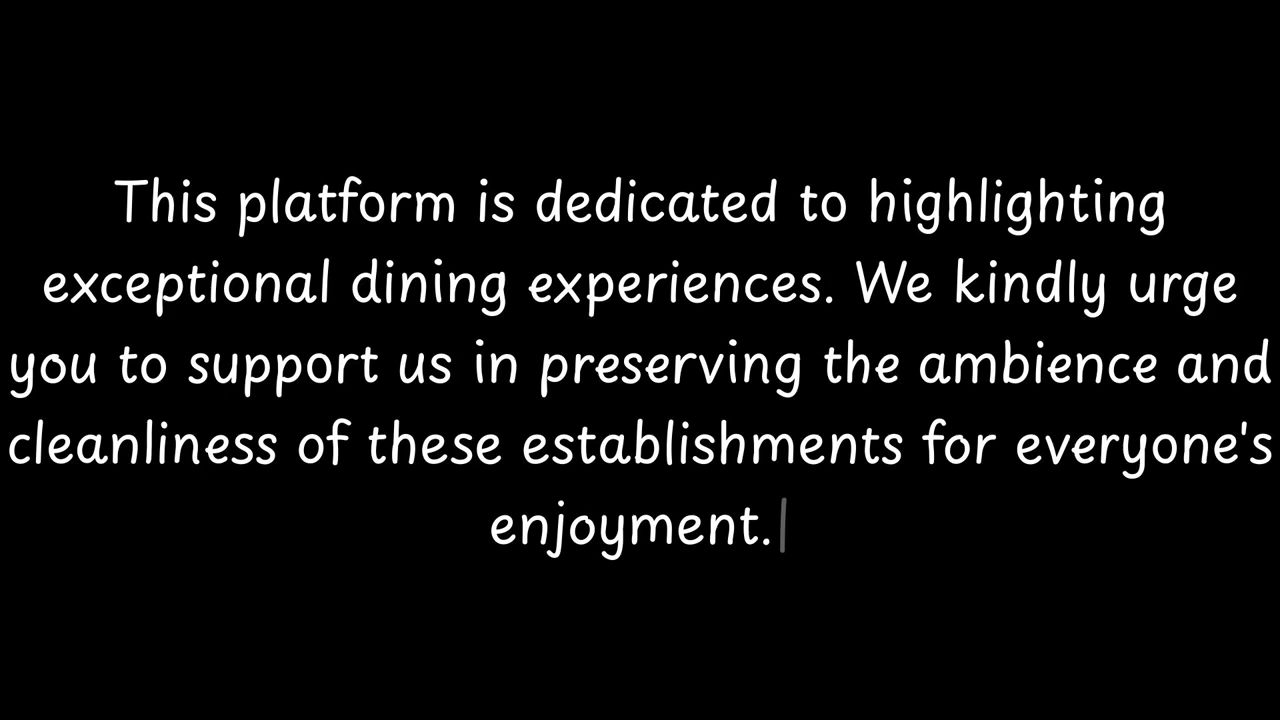 This platform is dedicated to highlighting
exceptional dining experiences. We kindly urge
you to support us in preserving the ambience and
cleanliness of these establishments for everyone's
enjoyment.